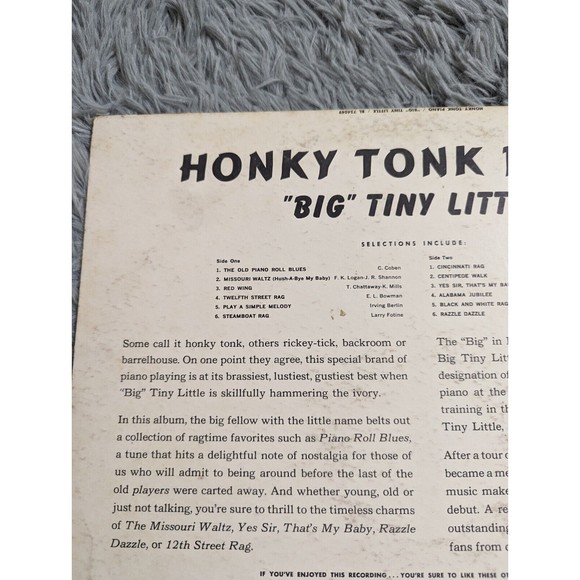 HONKY TONK PIANO / "BIG" TINY LITTLE / BL 754049
HONKY TONK
"BIG" TINY LITT
SELECTIONS INCLUDE:
Side One
1. THE OLD PIANO ROLL BLUES C. Coben
2. MISSOURI WALTZ (Hush-A-Bye My Baby) F. K. Logan-J. R. Shannon
3. RED WING T. Chattaway-K. Mills
4. TWELFTH STREET RAG E. L. Bowman
5. PLAY A SIMPLE MELODY Irving Berlin
6. STEAMBOAT RAG Larry Fotine
Side Two
1. CINCINNATI RAG
2. CENTIPEDE WALK
3. YES SIR, THAT'S MY BA
4. ALABAMA JUBILEE
5. BLACK AND WHITE RAG
6. RAZZLE DAZZLE
Some call it honky tonk, others rickey-tick, backroom or
barrelhouse. On one point they agree, this special brand of
piano playing is at its brassiest, lustiest, gustiest best when
"Big" Tiny Little is skillfully hammering the ivory.
In this album, the big fellow with the little name belts out
a collection of ragtime favorites such as Piano Roll Blues,
a tune that hits a delightful note of nostalgia for those of
us who will admit to being around before the last of the
old players were carted away. And whether young, old or
just not talking, you're sure to thrill to the timeless charms
of The Missouri Waltz, Yes Sir, That's My Baby, Razzle
Dazzle, or 12th Street Rag.
The "Big" in
Big Tiny Litt
designation of
piano at the
training in th
Tiny Little,
After a tour o
became a me
music make
debut. A re
outstanding
fans from
IF YOU'VE ENJOYED THIS RECORDING...YOU'RE SURE TO LIKE THESE OT